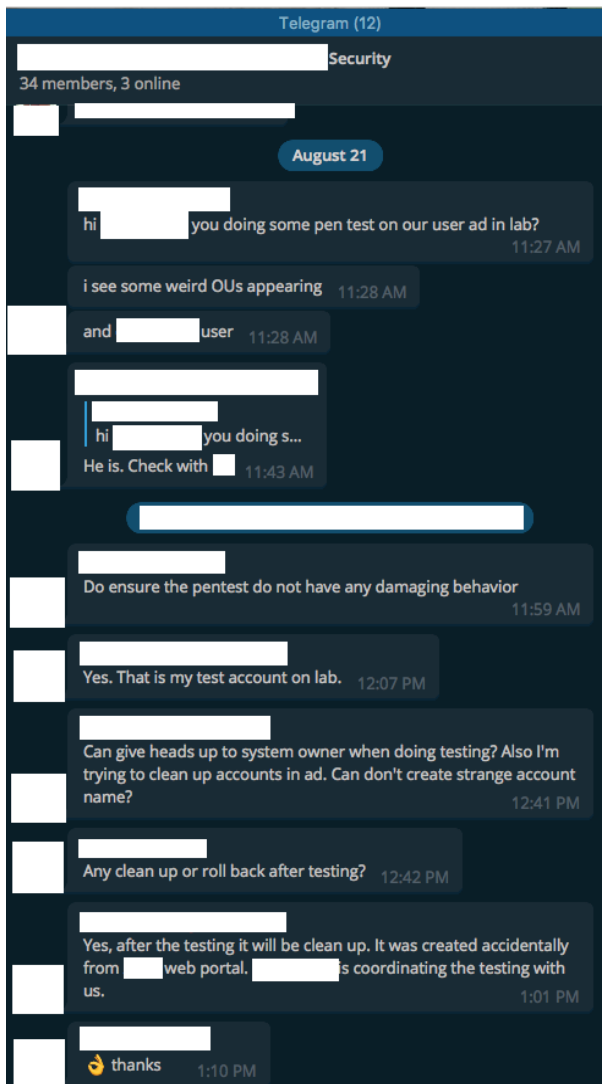 Telegram (12)
Security
34 members, 3 online
August 21
hi you doing some pen test on our user ad in lab?
11:27 AM
i see some weird OUs appearing 11:28 AM
and user 11:28 AM
hi you doing s...
He is. Check with 11:43 AM
Do ensure the pentest do not have any damaging behavior
11:59 AM
Yes. That is my test account on lab. 12:07 PM
Can give heads up to system owner when doing testing? Also I'm
trying to clean up accounts in ad. Can don't create strange account
name?
12:41 PM
Any clean up or roll back after testing? 12:42 PM
Yes, after the testing it will be clean up. It was created accidentally
from web portal. is coordinating the testing with
us.
1:01 PM
👌 thanks 1:10 PM